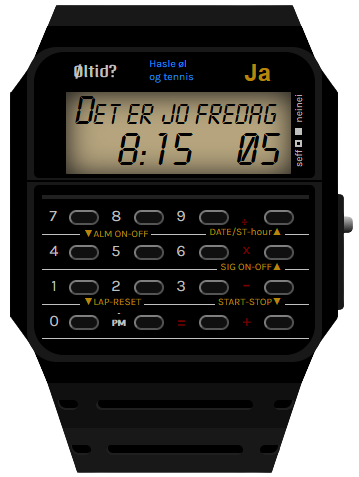 Øltid?
Hasle øl
og tennis
Ja
DET ER JO FREDAG
8:15 05
neinei
seff
7 8 9 ÷
▼ALM ON-OFF DATE/ST-hour▲
4 5 6 ×
SIG ON-OFF▲
1 2 3 -
▼LAP-RESET START-STOP▼
0 PM = +